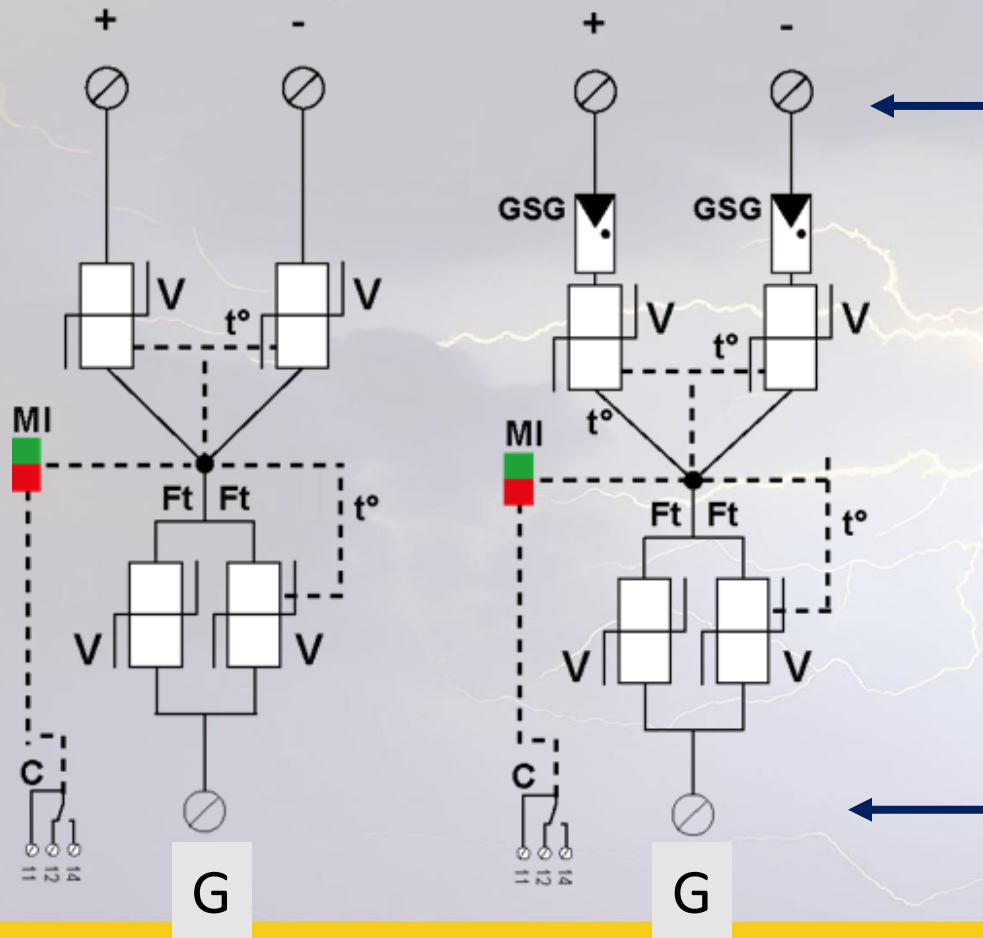 + - + -
GSG GSG
V V V V
t° t°
t°
MI MI
Ft Ft Ft Ft
t° t°
V V V V
C C
11 12 14 11 12 14
G G